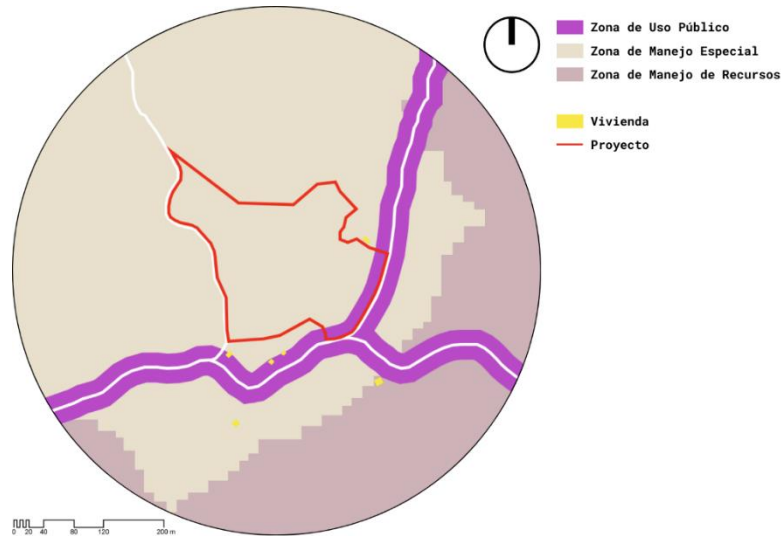 Zona de Uso Público
Zona de Manejo Especial
Zona de Manejo de Recursos
Vivienda
Proyecto
0 20 40 80 120 200 m